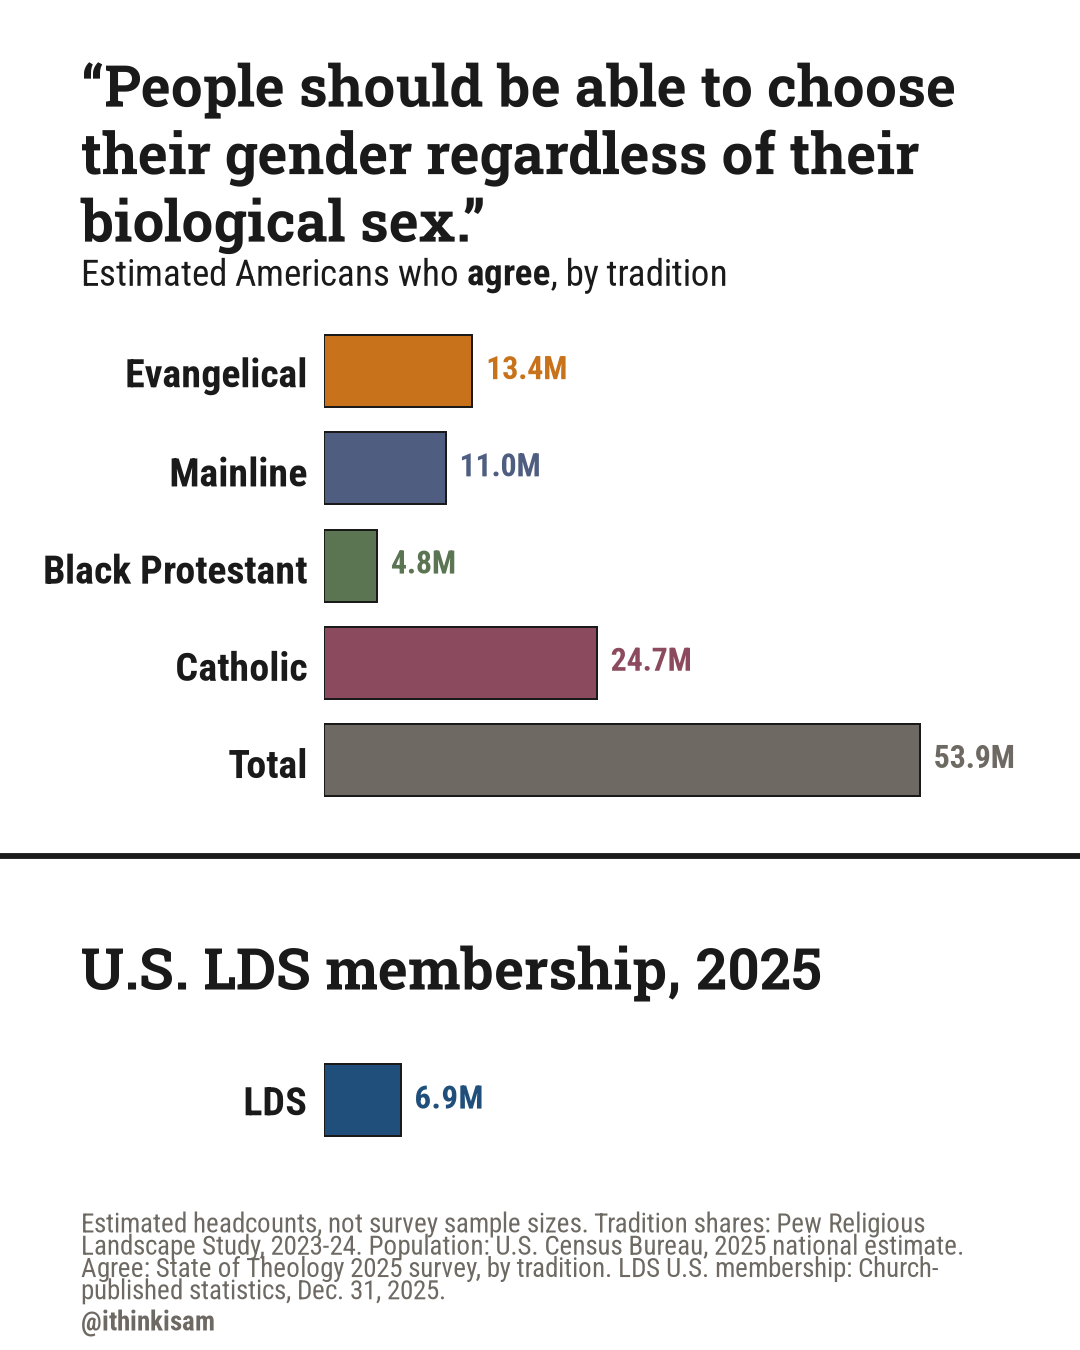 “People should be able to choose
their gender regardless of their
biological sex.”
Estimated Americans who agree, by tradition
Evangelical 13.4M
Mainline 11.0M
Black Protestant 4.8M
Catholic 24.7M
Total 53.9M
U.S. LDS membership, 2025
LDS 6.9M
Estimated headcounts, not survey sample sizes. Tradition shares: Pew Religious
Landscape Study, 2023-24. Population: U.S. Census Bureau, 2025 national estimate.
Agree: State of Theology 2025 survey, by tradition. LDS U.S. membership: Church-
published statistics, Dec. 31, 2025.
@ithinkisam